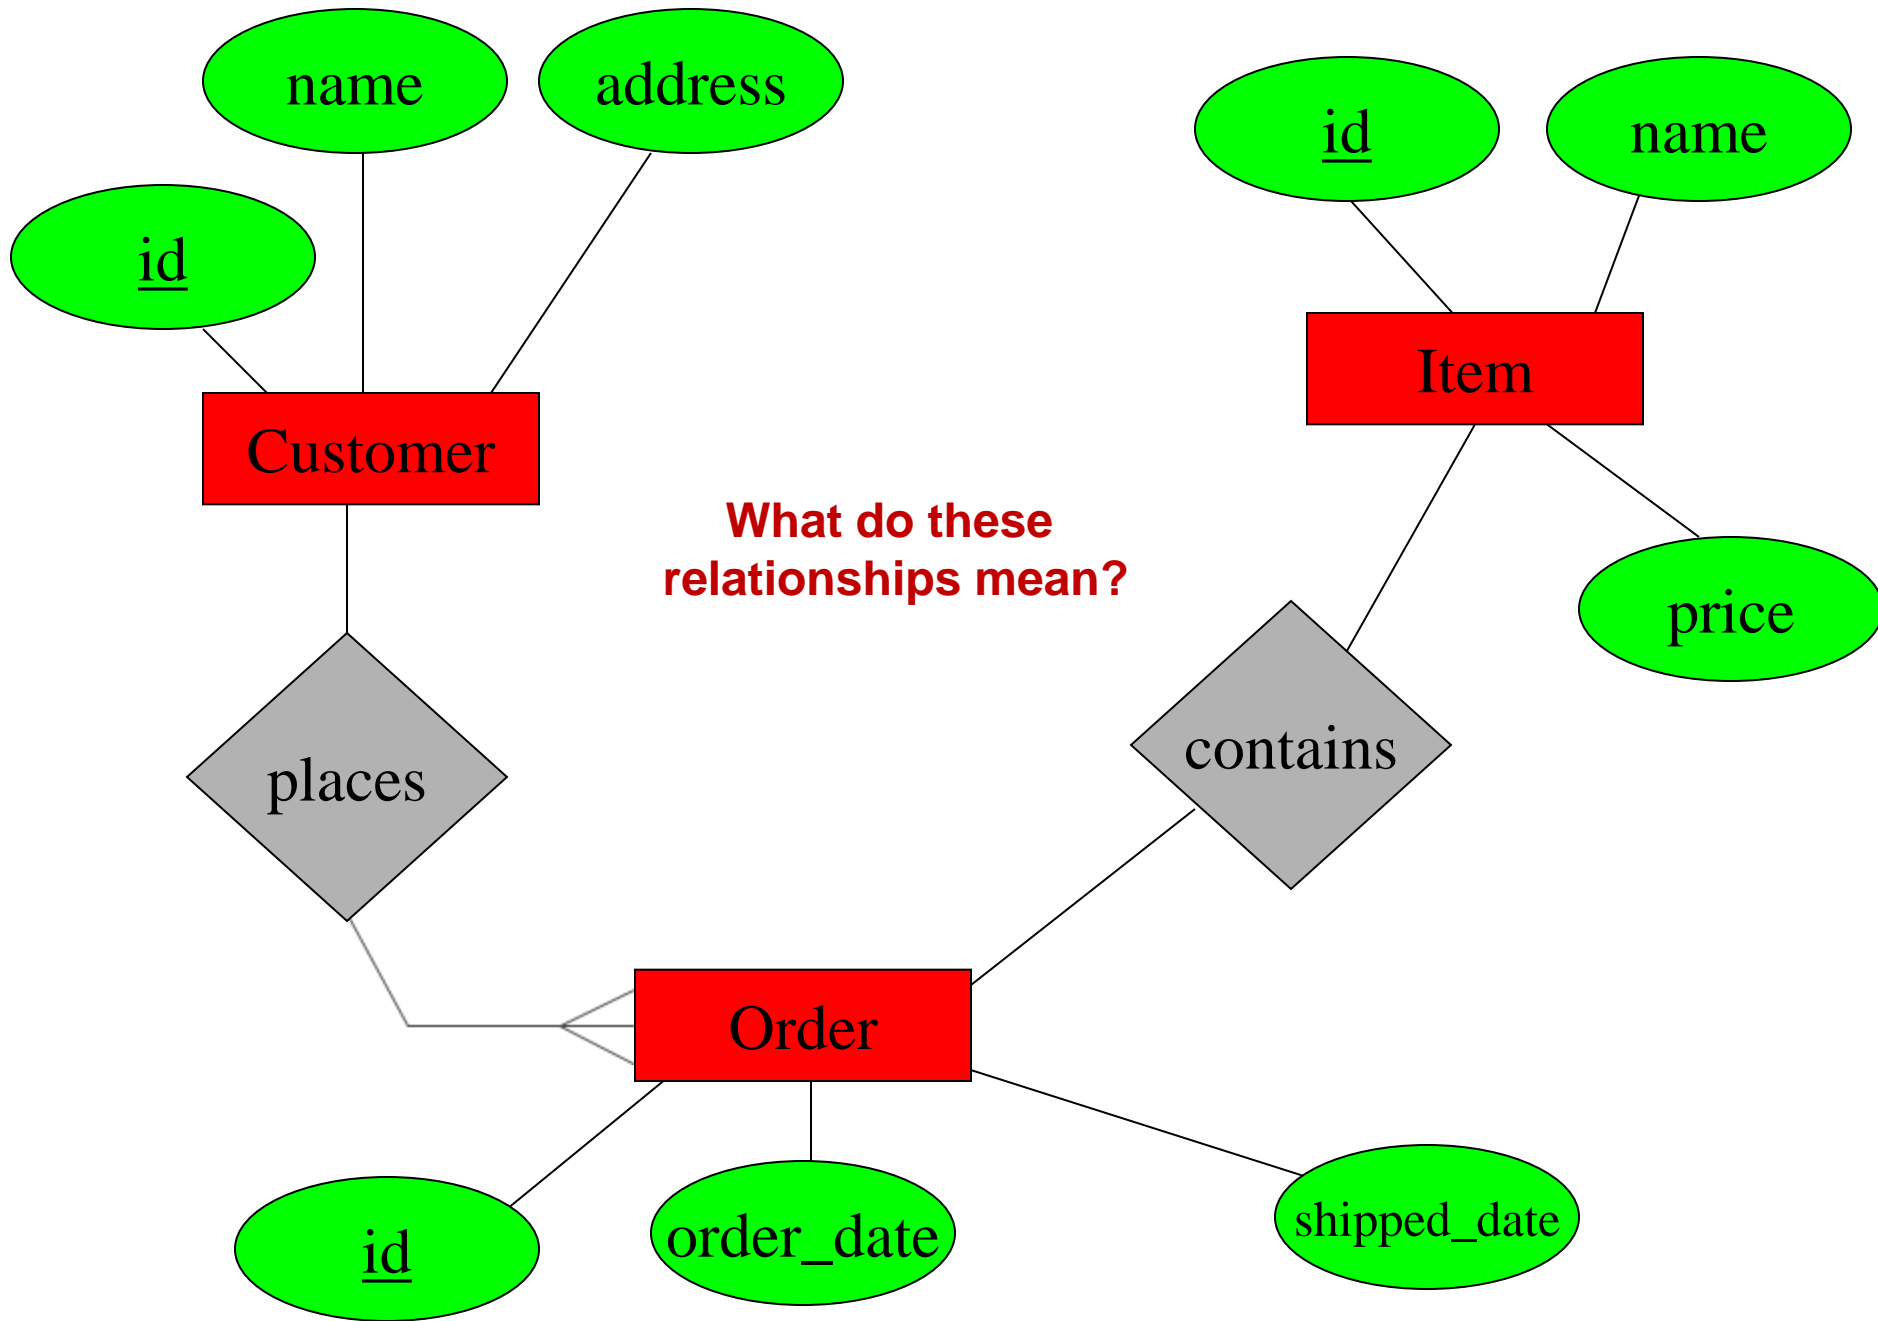 name
address
id
name
id
Item
Customer
What do these
relationships mean?
price
contains
places
Order
id
order_date
shipped_date